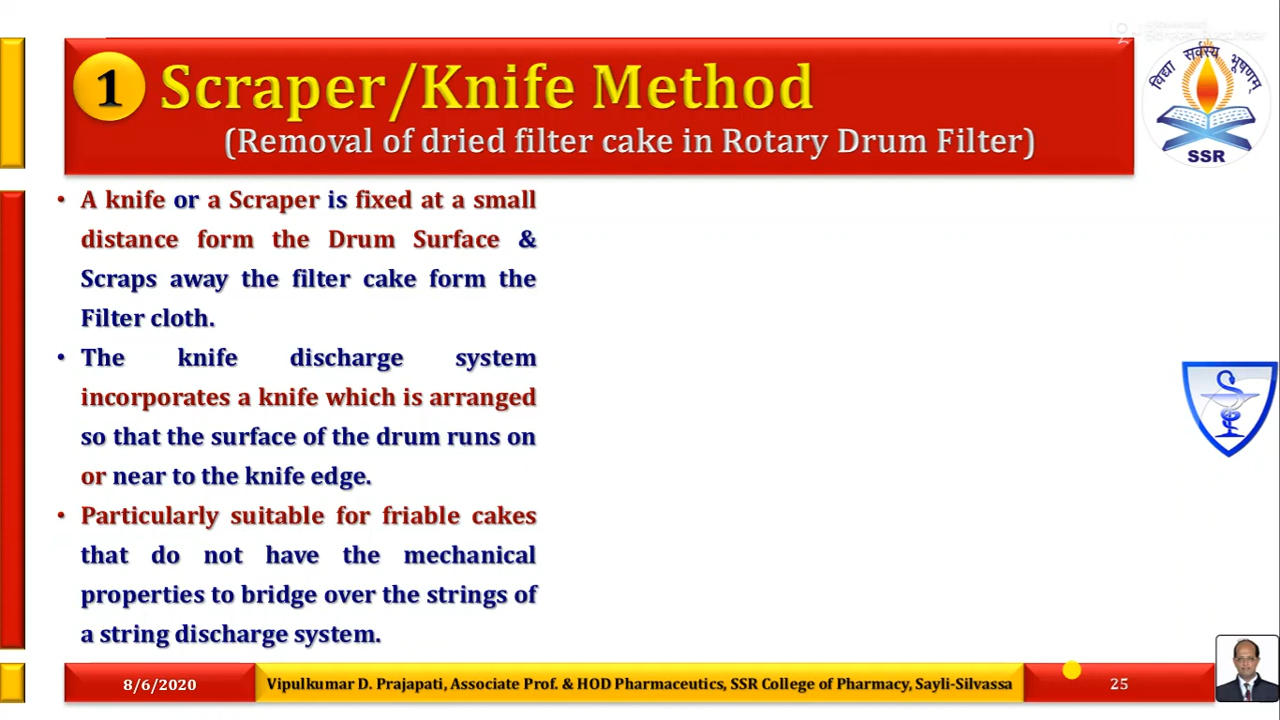 1 Scraper/Knife Method
(Removal of dried filter cake in Rotary Drum Filter)
विद्या सर्वस्य भूषणम्
SSR
• A knife or a Scraper is fixed at a small
distance form the Drum Surface &
Scraps away the filter cake form the
Filter cloth.
• The knife discharge system
incorporates a knife which is arranged
so that the surface of the drum runs on
or near to the knife edge.
• Particularly suitable for friable cakes
that do not have the mechanical
properties to bridge over the strings of
a string discharge system.
8/6/2020
Vipulkumar D. Prajapati, Associate Prof. & HOD Pharmaceutics, SSR College of Pharmacy, Sayli-Silvassa
25